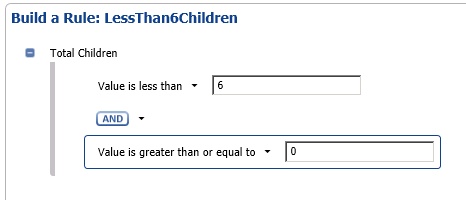 Build a Rule: LessThan6Children
Total Children
Value is less than 6
AND
Value is greater than or equal to 0